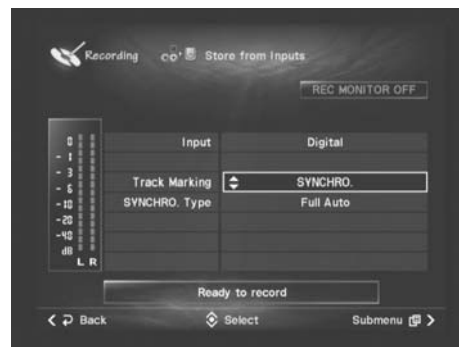 Recording Store from Inputs
REC MONITOR OFF
0
- 1
- 3
- 6
-10
-20
-40
dB
L R
Input Digital
Track Marking SYNCHRO.
SYNCHRO. Type Full Auto
Ready to record
Back Select Submenu